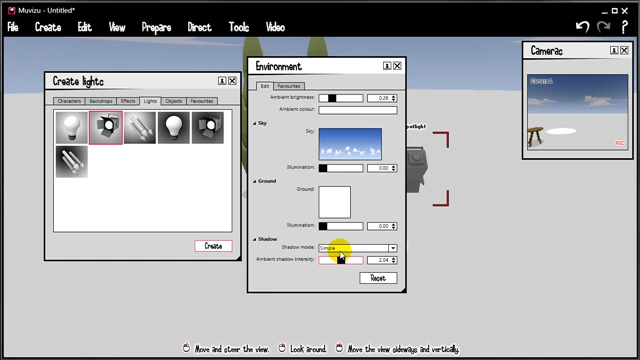 Muvizu - Untitled*
File Create Edit View Prepare Direct Tools Video
Create lights
Characters Backdrops Effects Lights Objects Favourites
Create
Environment
Edit Favourites
Ambient brightness: 0.26
Ambient colour:
Sky
Sky:
Illumination: 0.00
Ground
Ground:
Illumination: 0.00
Shadow
Shadow mode: Simple
Ambient shadow intensity: 2.04
Reset
Cameras
Camera1
REC
Move and steer the view. Look around. Move the view sideways and vertically.